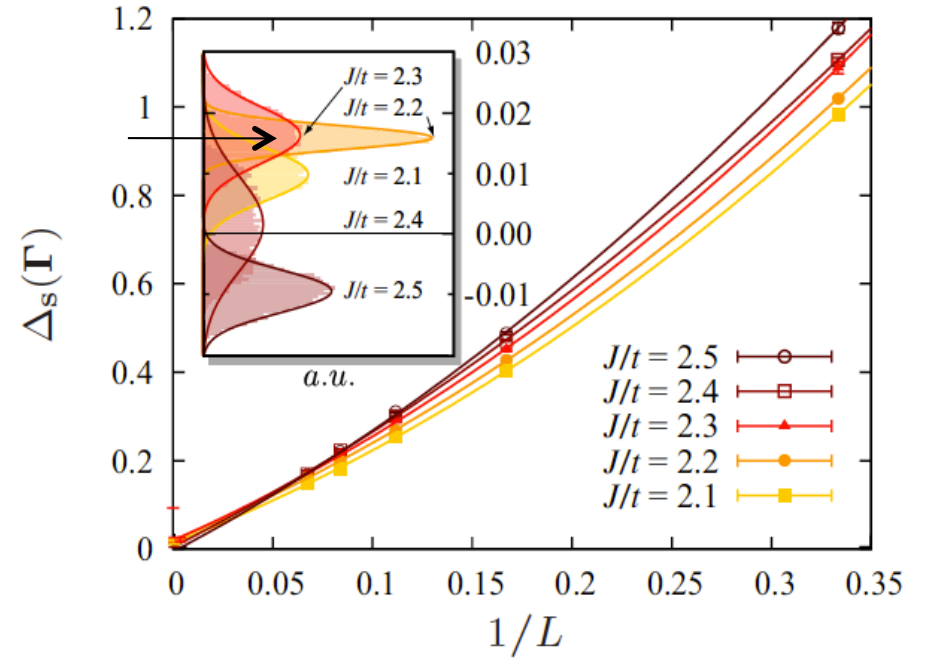 1.2
1
0.8
0.6
0.4
0.2
0
Δs(Γ)
0.03
0.02
0.01
0.00
-0.01
J/t = 2.3
J/t = 2.2
J/t = 2.1
J/t = 2.4
J/t = 2.5
a.u.
J/t = 2.5
J/t = 2.4
J/t = 2.3
J/t = 2.2
J/t = 2.1
0 0.05 0.1 0.15 0.2 0.25 0.3 0.35
1/L